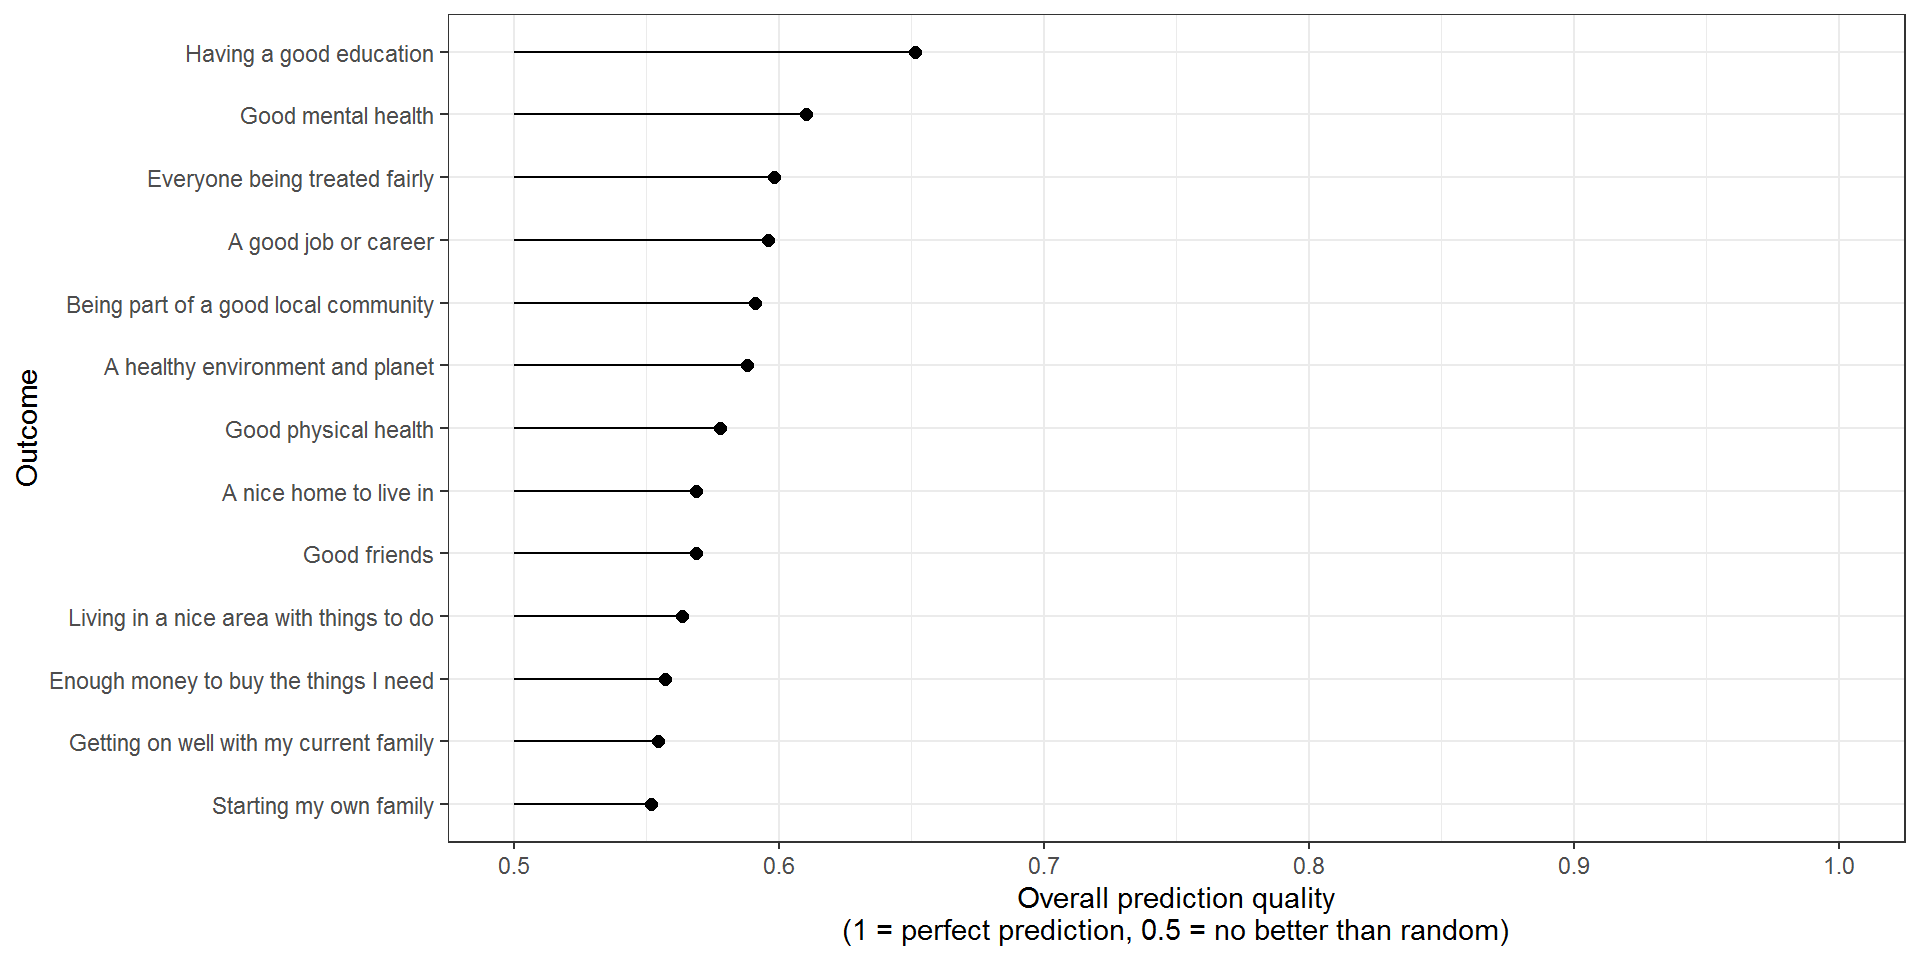 Having a good education
Good mental health
Everyone being treated fairly
A good job or career
Being part of a good local community
A healthy environment and planet
Good physical health
A nice home to live in
Good friends
Living in a nice area with things to do
Enough money to buy the things I need
Getting on well with my current family
Starting my own family
Outcome
0.5 0.6 0.7 0.8 0.9 1.0
Overall prediction quality
(1 = perfect prediction, 0.5 = no better than random)